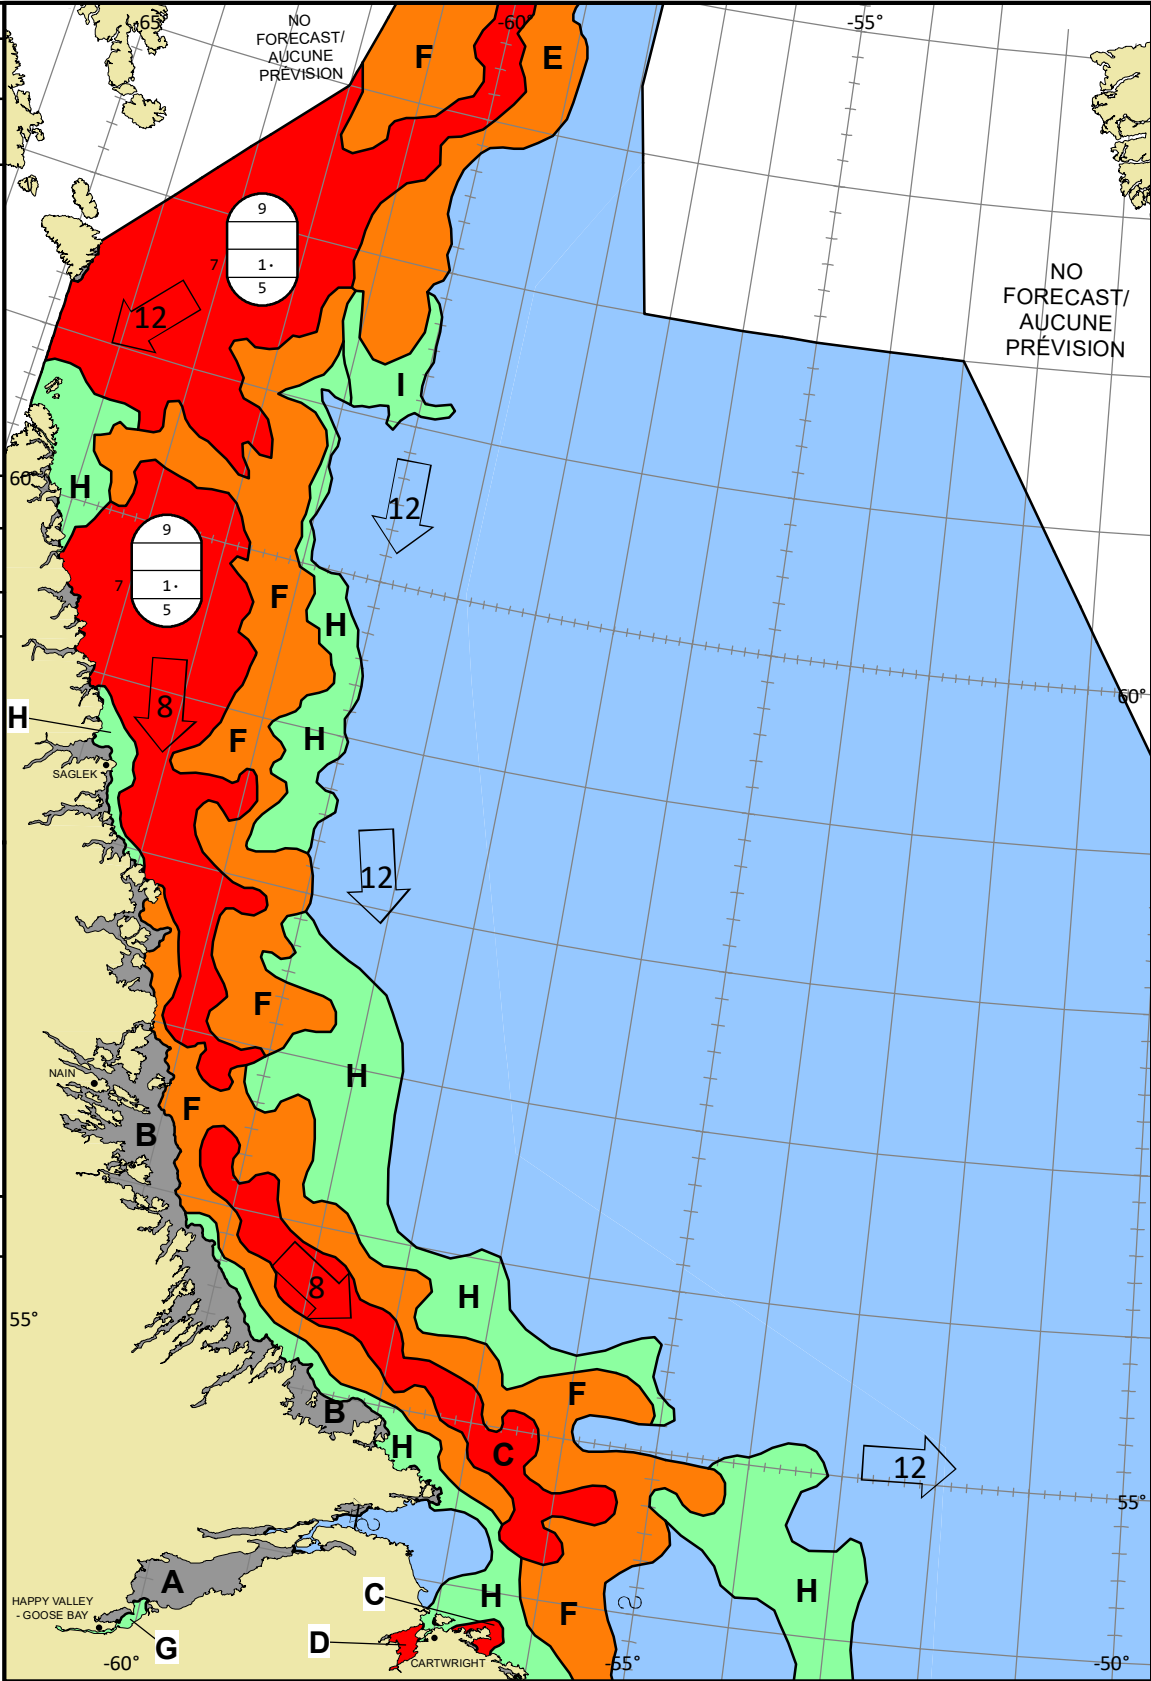 -65°
NO
FORECAST/
AUCUNE
PRÉVISION
-60°
-55°
F
E
9
7
1·
5
12
NO
FORECAST/
AUCUNE
PRÉVISION
I
60°
H
12
9
7
1·
5
F
H
60°
8
H
F
H
SAGLEK
12
F
NAIN
H
F
B
8
H
55°
F
B
H
C
12
55°
A
H
H
C
HAPPY VALLEY
- GOOSE BAY
F
G
D
CARTWRIGHT
-60°
-55°
-50°